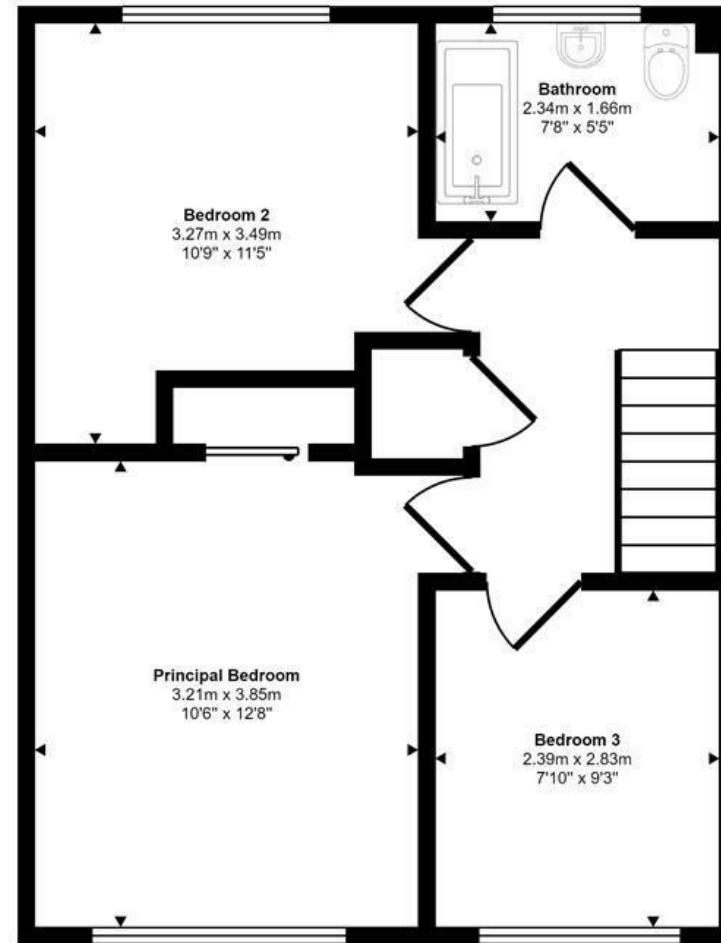 Bathroom
2.34m x 1.66m
7'8" x 5'5"
Bedroom 2
3.27m x 3.49m
10'9" x 11'5"
Principal Bedroom
3.21m x 3.85m
10'6" x 12'8"
Bedroom 3
2.39m x 2.83m
7'10" x 9'3"